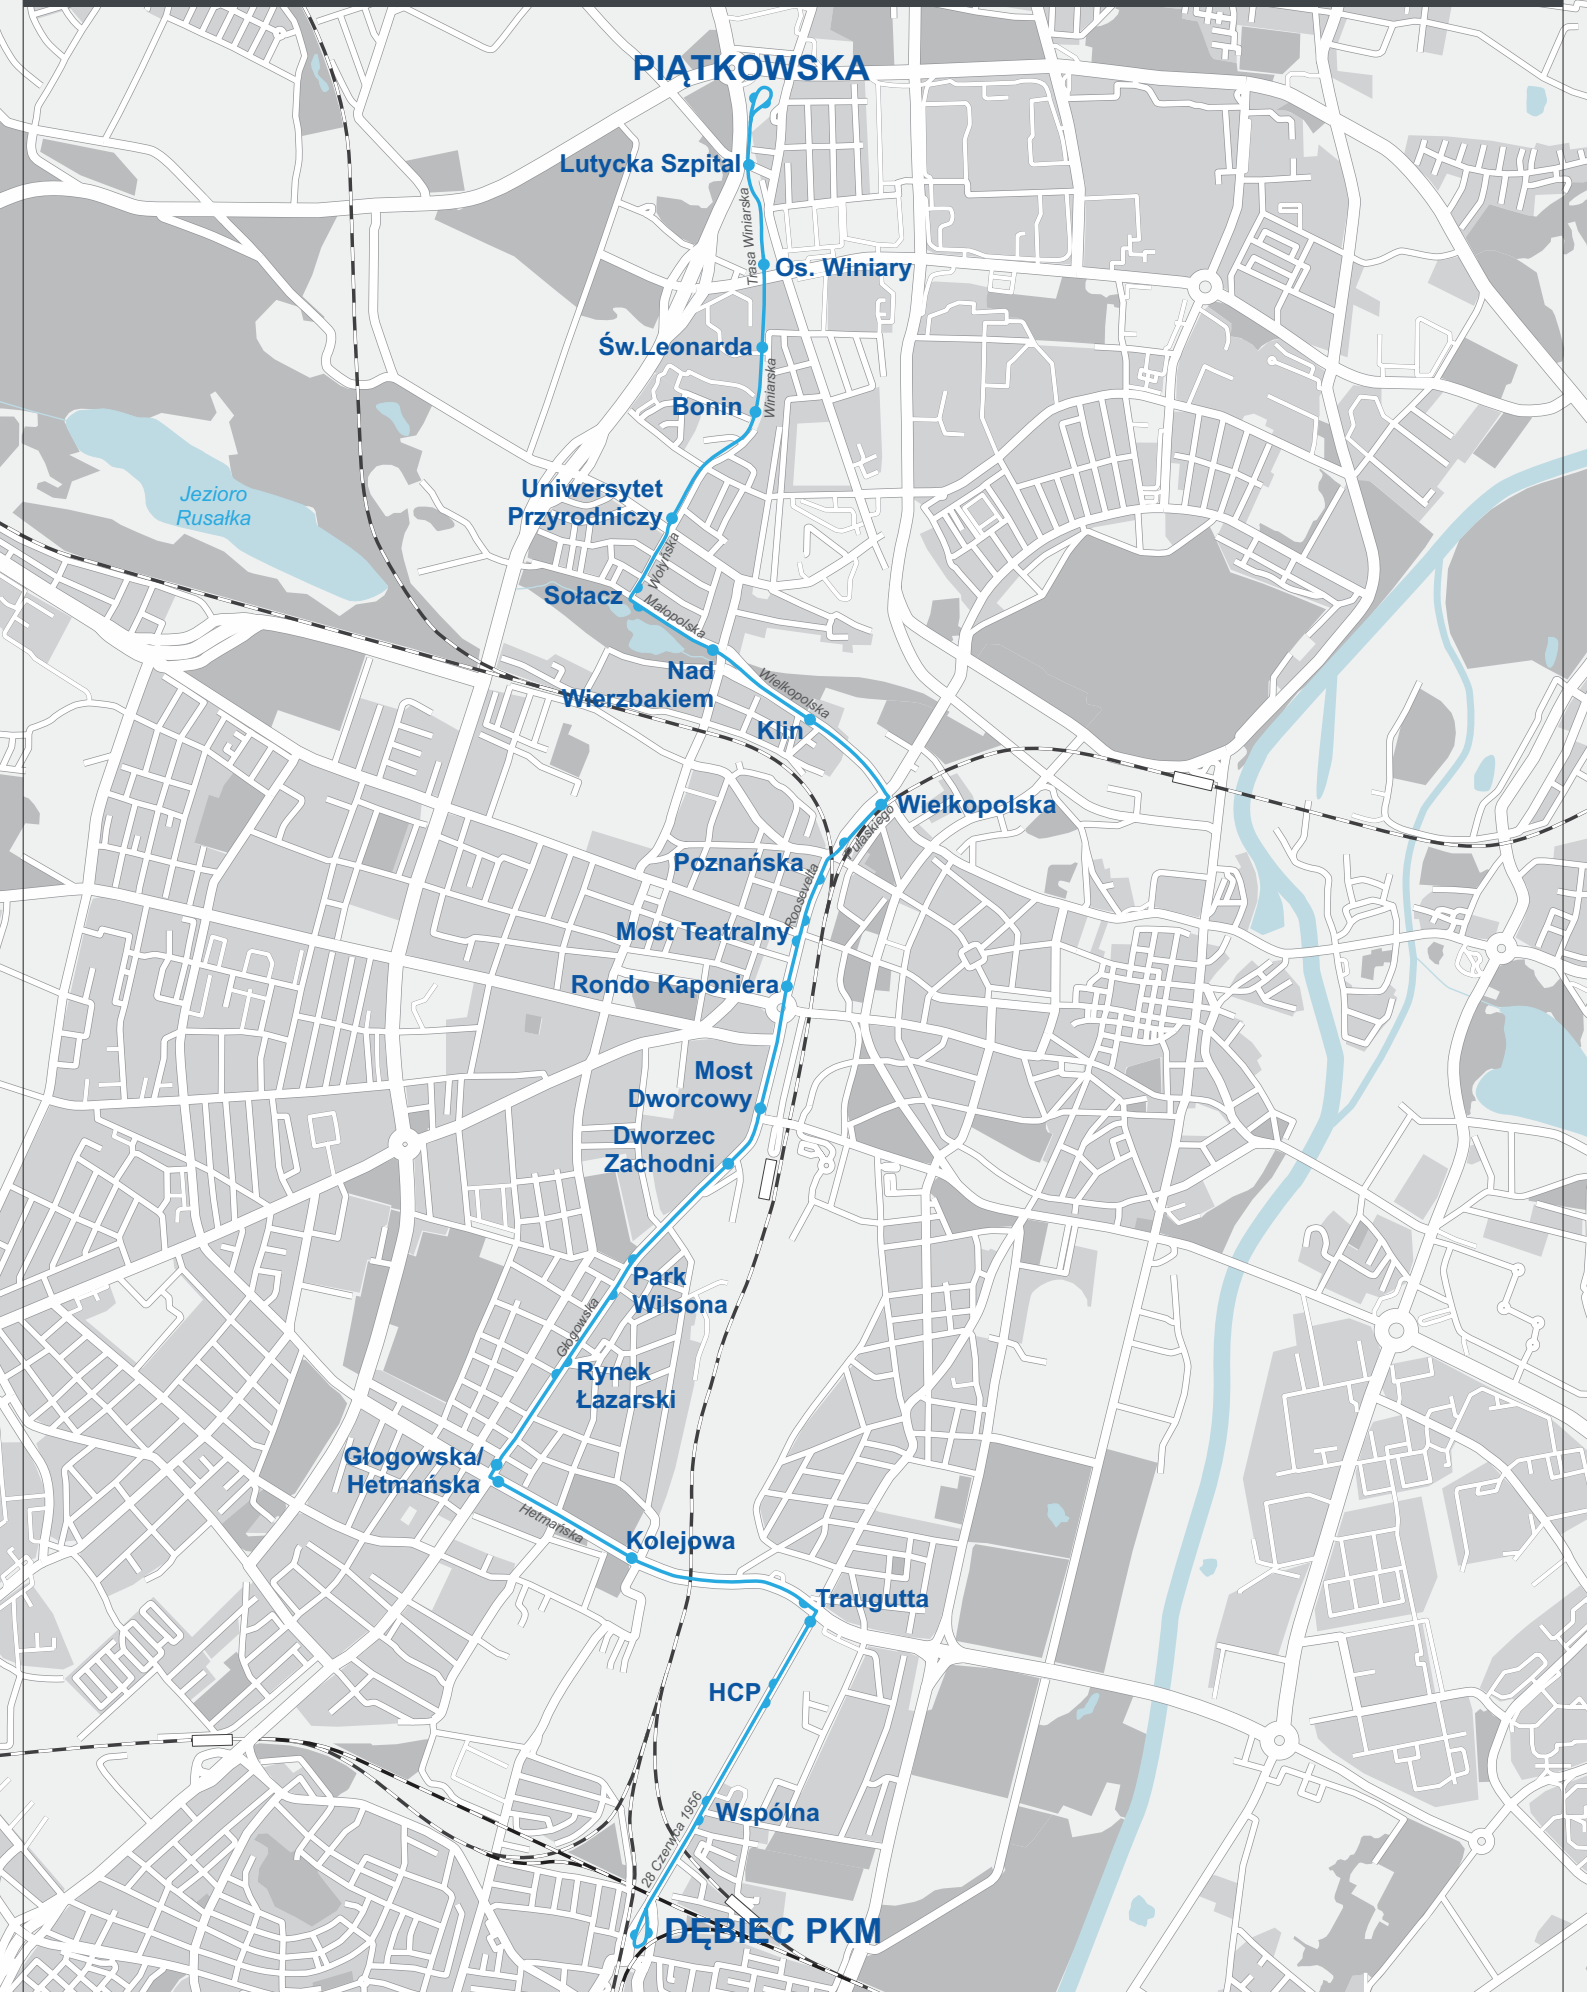 PIĄTKOWSKA
Lutycka Szpital
Trasa Winiarska
Os. Winiary
Św.Leonarda
Winiarska
Bonin
Jezioro
Rusałka
Uniwersytet
Przyrodniczy
Wołyńska
Sołacz
Małopolska
Nad
Wierzbakiem
Wielkopolska
Klin
Wielkopolska
Pułaskiego
Poznańska
Roosevelta
Most Teatralny
Rondo Kaponiera
Most
Dworcowy
Dworzec
Zachodni
Park
Wilsona
Głogowska
Rynek
Łazarski
Głogowska/
Hetmańska
Hetmańska
Kolejowa
Traugutta
HCP
28 Czerwca 1956
Wspólna
DĘBIEC PKM